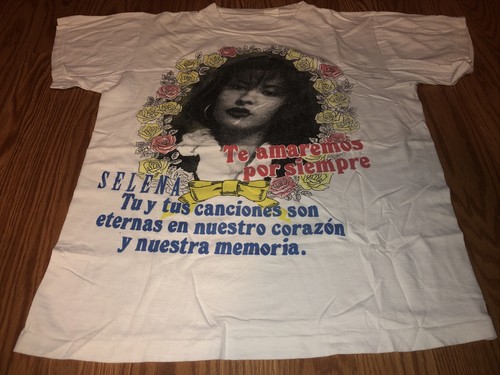 Te amaremos
por siempre
SELENA
Tu y tus canciones son
eternas en nuestro corazón
y nuestra memoria.